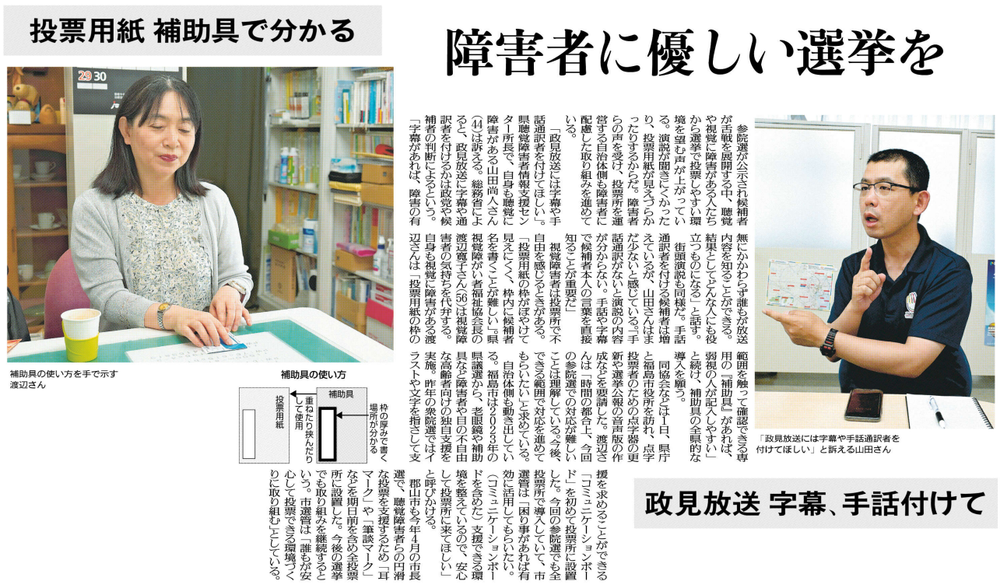 障害者に優しい選挙を
投票用紙 補助具で分かる
政見放送 字幕、手話付けて
参院選が公示され候補者
が舌戦を展開する中、聴覚
や視覚に障害がある人たち
から選挙で投票しやすい環
境を望む声が上がってい
る。演説が聞きにくかった
り、投票用紙が見えづらか
ったりするからだ。障害者
らの声を受け、投票所を運
営する自治体側も障害者に
配慮した取り組みを進めて
いる。
「政見放送には字幕や手
話通訳者を付けてほしい」。
県聴覚障害者情報支援セン
ター所長で、自身も聴覚に
障害がある山田尚人さん
(44)は訴える。総務省によ
ると、政見放送に字幕や通
訳者を付けるかは政党や候
補者の判断によるという。
「字幕があれば、障害の有
無にかかわらず誰もが放送
内容を知ることができる。
結果としてどんな人にも役
立つものになる」と話す。
街頭演説も同様だ。手話
通訳者を付ける候補者は増
えているが、山田さんはま
だ少ないと感じている。「手
話通訳がないと演説の内容
が分からない。手話や字幕
で候補者本人の言葉を直接
知ることが重要だ」
視覚障害者は投票所で不
自由を感じるときがある。
「投票用紙の枠がぼやけて
見えにくく、枠内に候補者
名を書くことが難しい」。県
視覚障がい者福祉協会長の
渡辺寛子さん(56)は視覚障
害者の気持ちを代弁する。
自身も視覚に障害がある渡
辺さんは「投票用紙の枠の
範囲を触って確認できる専
用の『補助具』があれば、
弱視の人が記入しやすい」
と続け、補助具の全県的な
導入を願う。
同協会などは1日、県庁
と福島市役所を訪れ、点字
投票者のための点字器の更
新や選挙公報の音声版の作
成などを要請した。渡辺さ
んは「時間の都合上、今回
の参院選での対応が難しい
ことは理解している。今後、
できる範囲で対応を進めて
もらいたい」と求めている。
自治体側も動き出してい
る。福島市は2023年の
県議選から、老眼鏡や補助
具など障害者や目の不自由
な高齢者向けの独自支援を
実施。昨年の衆院選ではイ
ラストや文字を指さして支
援を求めることができる
「コミュニケーションボー
ド」を初めて投票所に設置
した。今回の参院選でも全
投票所で導入していて、市
選管は「困り事があれば有
効に活用してもらいたい。
(コミュニケーションボー
ドを含めた)支援できる環
境を整えているので、安心
して投票所に来てほしい」
と呼びかける。
郡山市も今年4月の市長
選で、聴覚障害者らの円滑
な投票を支援するため「耳
マーク」や「筆談マーク」
などを期日前を含め全投票
所に設置した。今後の選挙
でも取り組みを継続すると
いう。市選管は「誰もが安
心して投票できる環境づく
りに取り組む」としている。
「政見放送には字幕や手話通訳者を
付けてほしい」と訴える山田さん
補助具の使い方を手で示す
渡辺さん
補助具の使い方
補助具
枠の厚みで書く
場所が分かる
重ねたり挟んだり
して使用
投票用紙
29 30